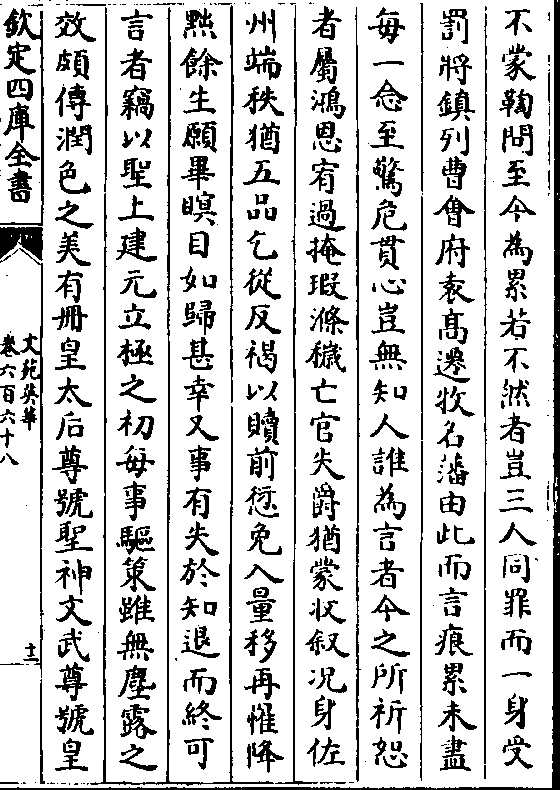 不蒙鞫問至今為累若不然者豈三人同罪而一身受
罰將鎮列曹會府袁髙遷牧名藩由此而言痕累未盡
每一念至驚危貫心豈無知人誰為言者今之所祈恕
者屬鴻恩宥過掩瑕滌穢亡官失爵猶蒙收叙况身佐
州端秩猶五品乞從反褐以贖前愆免入量移再懼降
㸃餘生願畢瞑目如歸甚幸又事有失於知退而終可
言者竊以聖上建元立極之初每事驅策雖無塵露之
效頗傳潤色之美有冊皇太后尊號聖神文武尊號皇
欽定四庫全書
文苑英華
卷六百六十八
十二